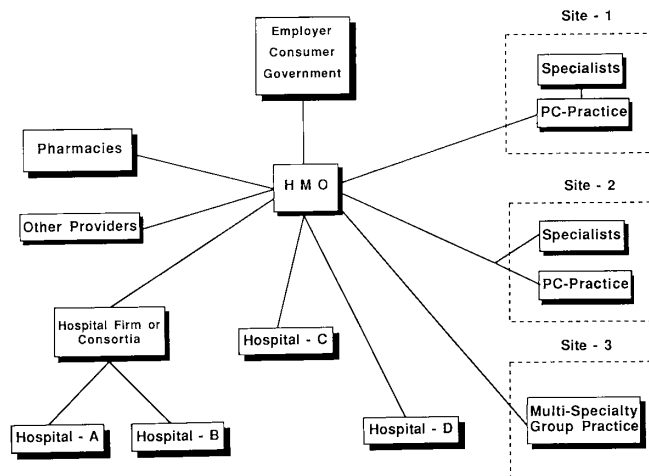 Employer
Consumer
Government
Site - 1
Specialists
PC-Practice
Pharmacies
H M O
Site - 2
Other Providers
Specialists
PC-Practice
Hospital Firm or
Consortia
Hospital - C
Site - 3
Multi-Specialty
Group Practice
Hospital - A
Hospital - B
Hospital - D